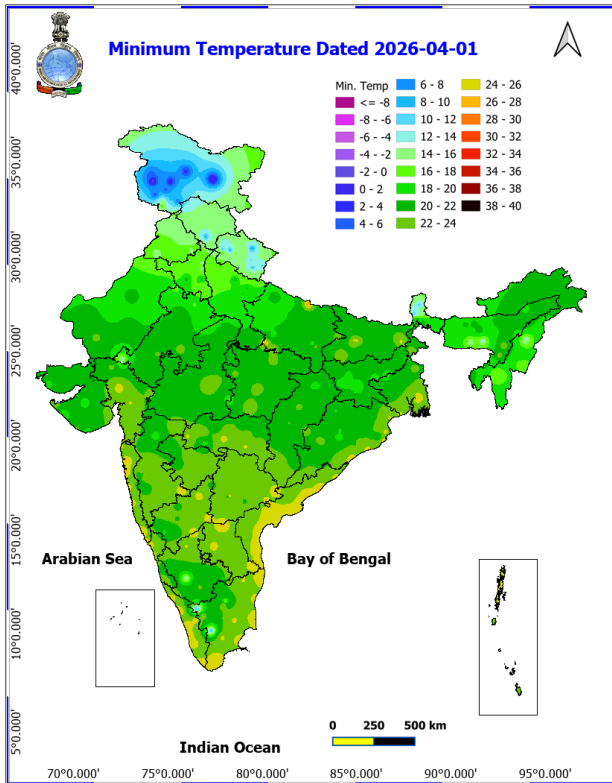 Minimum Temperature Dated 2026-04-01
Min. Temp
<= -8
-8 - -6
-6 - -4
-4 - -2
-2 - 0
0 - 2
2 - 4
4 - 6
6 - 8
8 - 10
10 - 12
12 - 14
14 - 16
16 - 18
18 - 20
20 - 22
22 - 24
24 - 26
26 - 28
28 - 30
30 - 32
32 - 34
34 - 36
36 - 38
38 - 40
40°0.000'
35°0.000'
30°0.000'
25°0.000'
20°0.000'
15°0.000'
10°0.000'
5°0.000'
Arabian Sea
Bay of Bengal
Indian Ocean
0 250 500 km
70°0.000' 75°0.000' 80°0.000' 85°0.000' 90°0.000' 95°0.000'